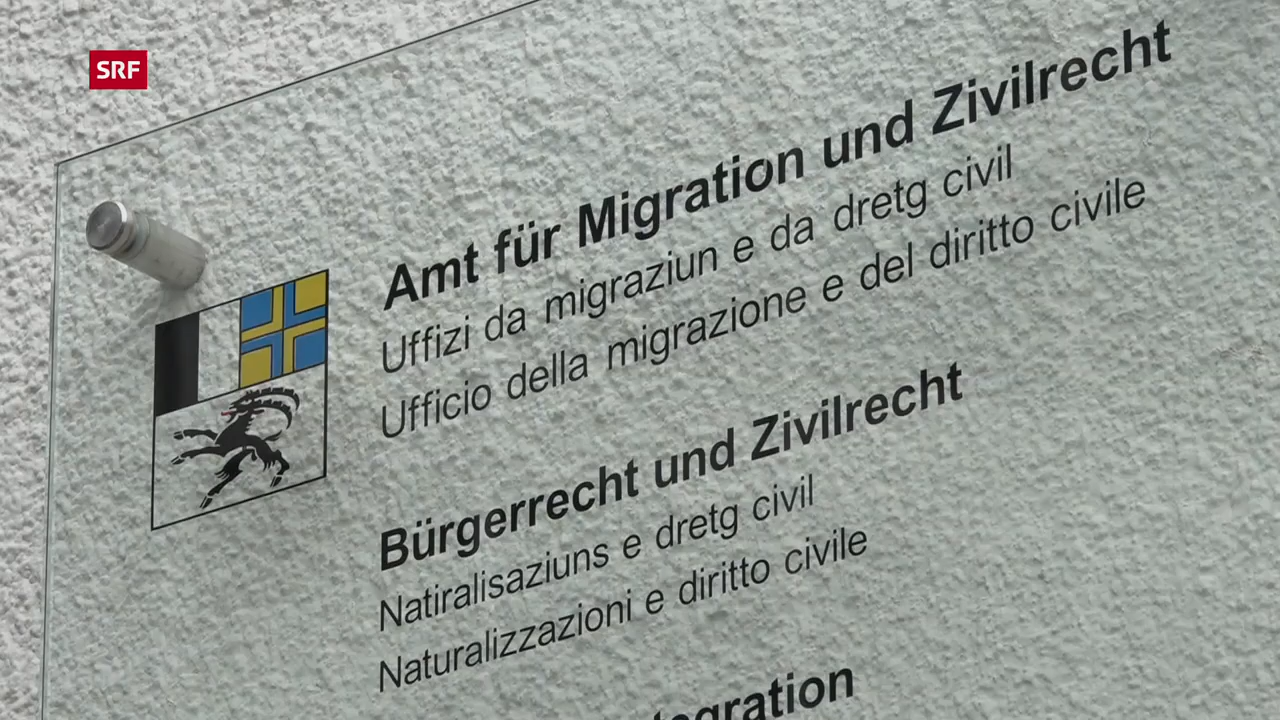 SRF
Amt für Migration und Zivilrecht
Uffizi da migraziun e da dretg civil
Ufficio della migrazione e del diritto civile
Bürgerrecht und Zivilrecht
Natiralisaziuns e dretg civil
Naturalizzazioni e diritto civile